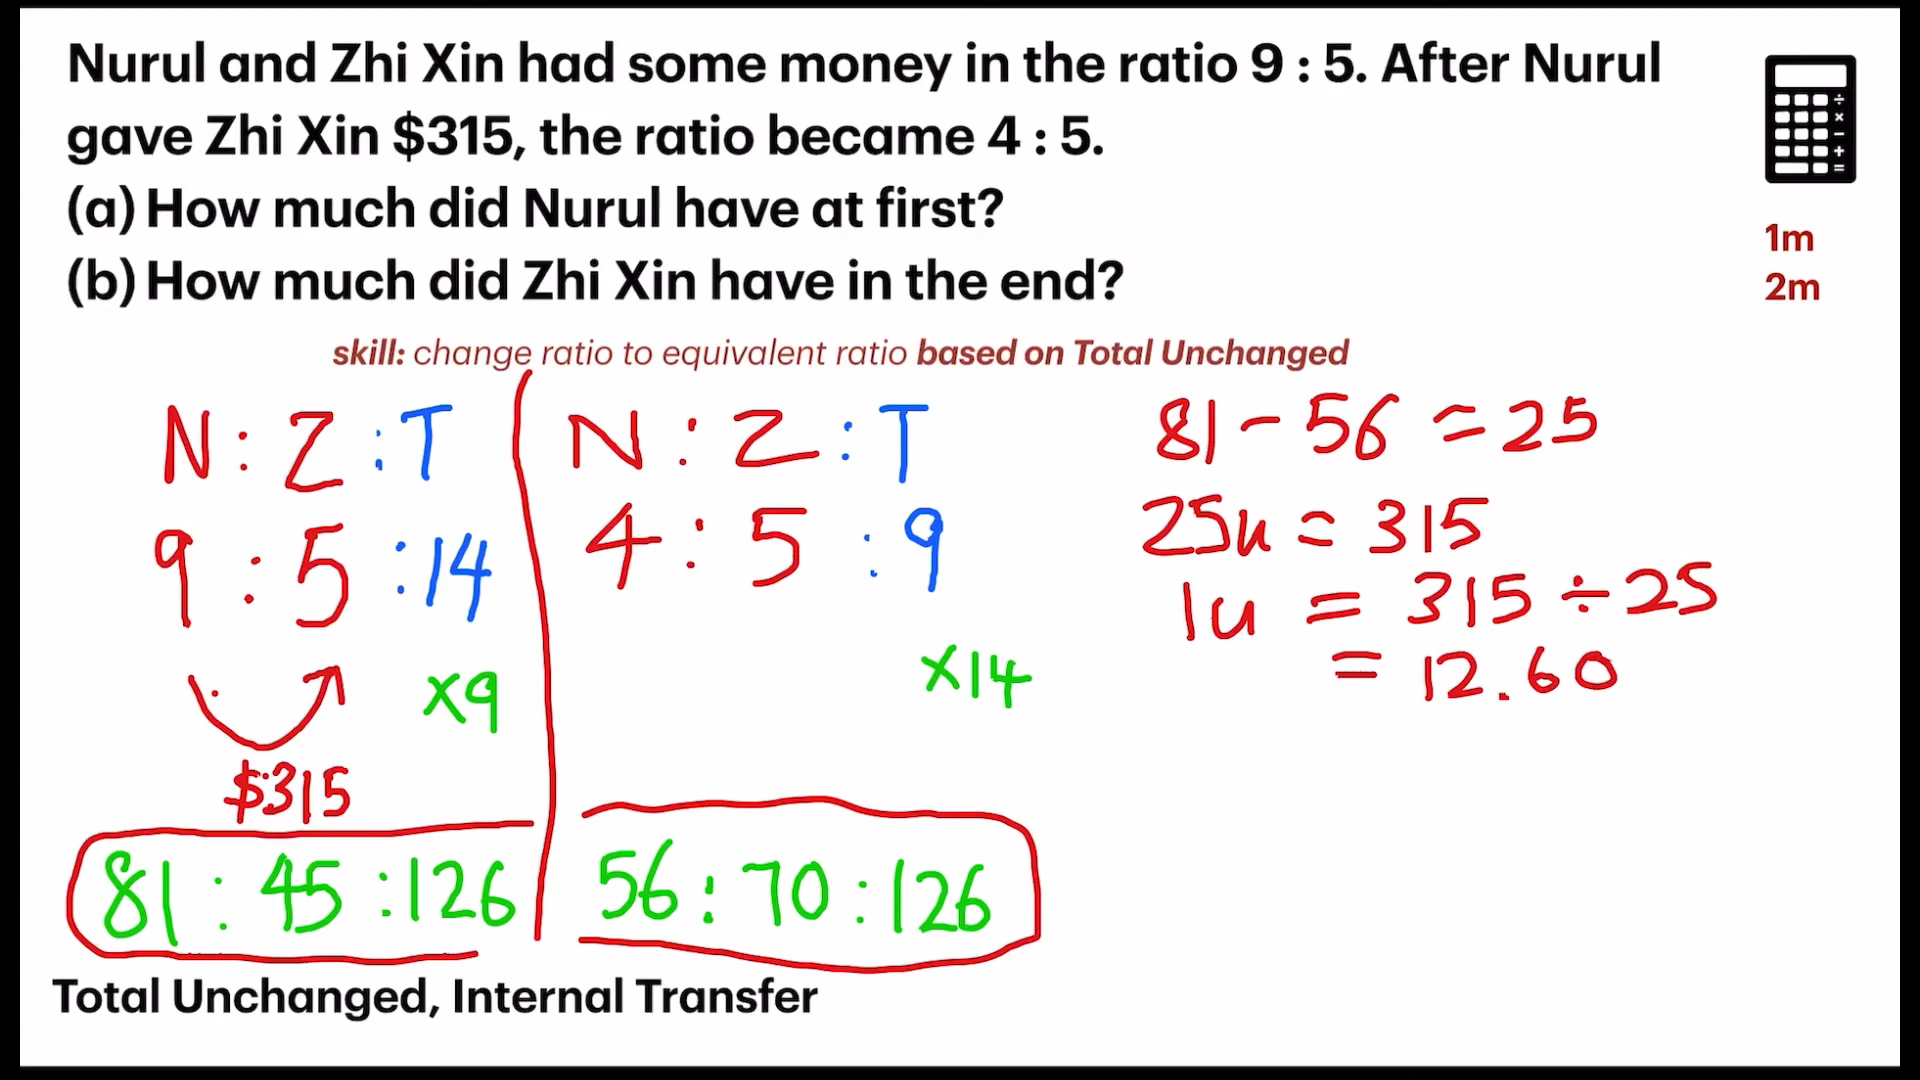 Nurul and Zhi Xin had some money in the ratio 9 : 5. After Nurul
gave Zhi Xin $315, the ratio became 4 : 5.
(a) How much did Nurul have at first?
(b) How much did Zhi Xin have in the end?
1m
2m
skill: change ratio to equivalent ratio based on Total Unchanged
N : Z : T
9 : 5 : 14
×9
$315
81 : 45 : 126
N : Z : T
4 : 5 : 9
×14
56 : 70 : 126
81 - 56 = 25
25u = 315
1u = 315 ÷ 25
= 12.60
Total Unchanged, Internal Transfer